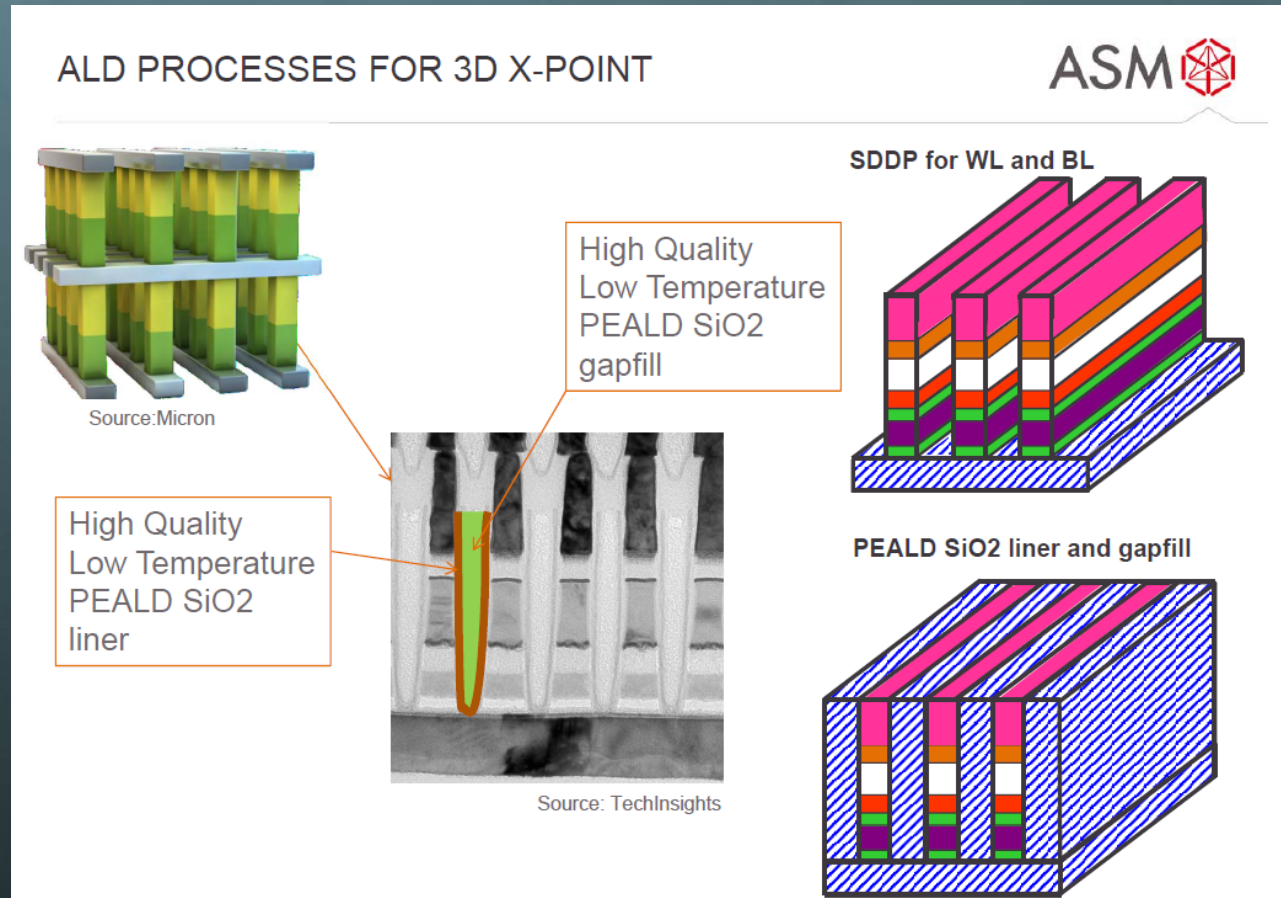 ALD PROCESSES FOR 3D X-POINT
ASM
SDDP for WL and BL
High Quality
Low Temperature
PEALD SiO2
gapfill
Source:Micron
High Quality
Low Temperature
PEALD SiO2
liner
PEALD SiO2 liner and gapfill
Source: TechInsights